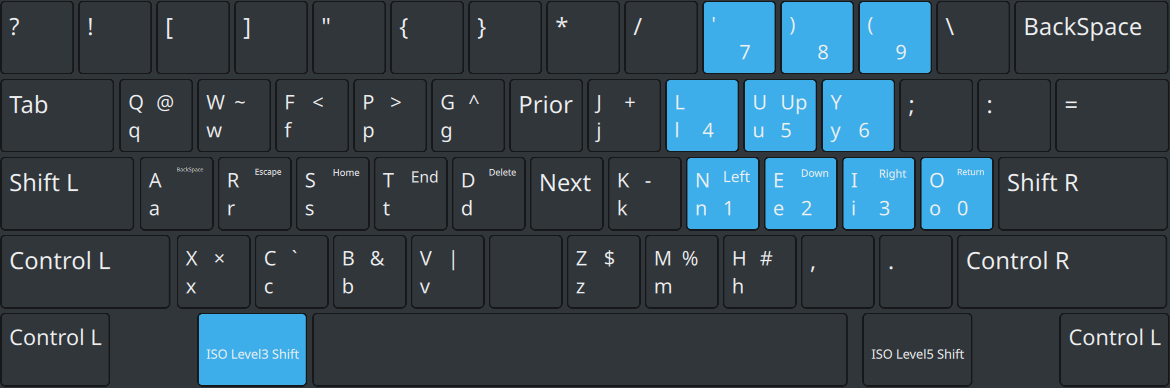 ? ! [ ] " { } * / ' ) ( \ BackSpace
7 8 9
Tab Q @ W ~ F < P > G ^ Prior J + L U Up Y ; : =
q w f p g j l 4 u 5 y 6
Shift L A BackSpace R Escape S Home T End D Delete Next K - N Left E Down I Right O Return Shift R
a r s t d k n 1 e 2 i 3 o 0
Control L X × C ` B & V | Z $ M % H # , . Control R
x c b v z m h
Control L ISO Level3 Shift ISO Level5 Shift Control L